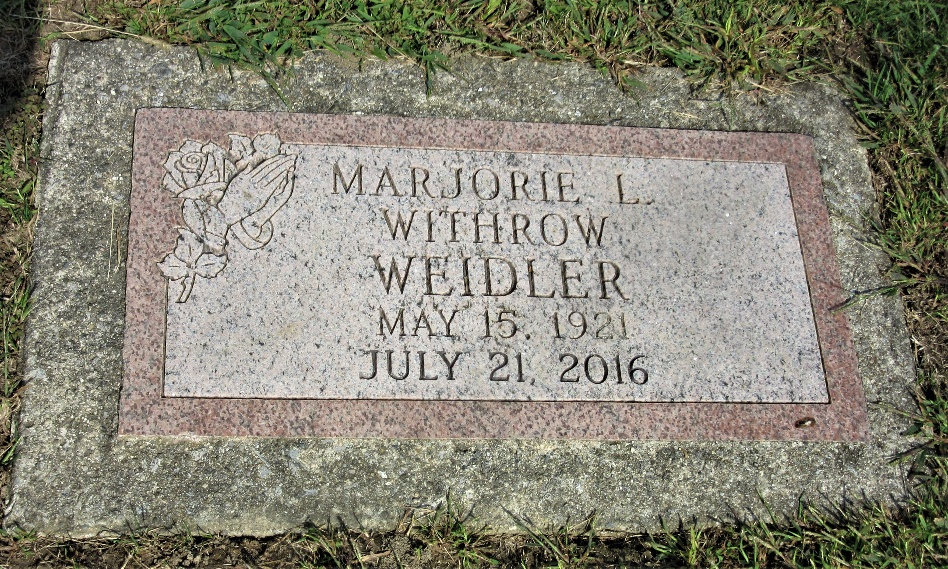 MARJORIE L.
WITHROW
WEIDLER
MAY 15, 1921
JULY 21, 2016